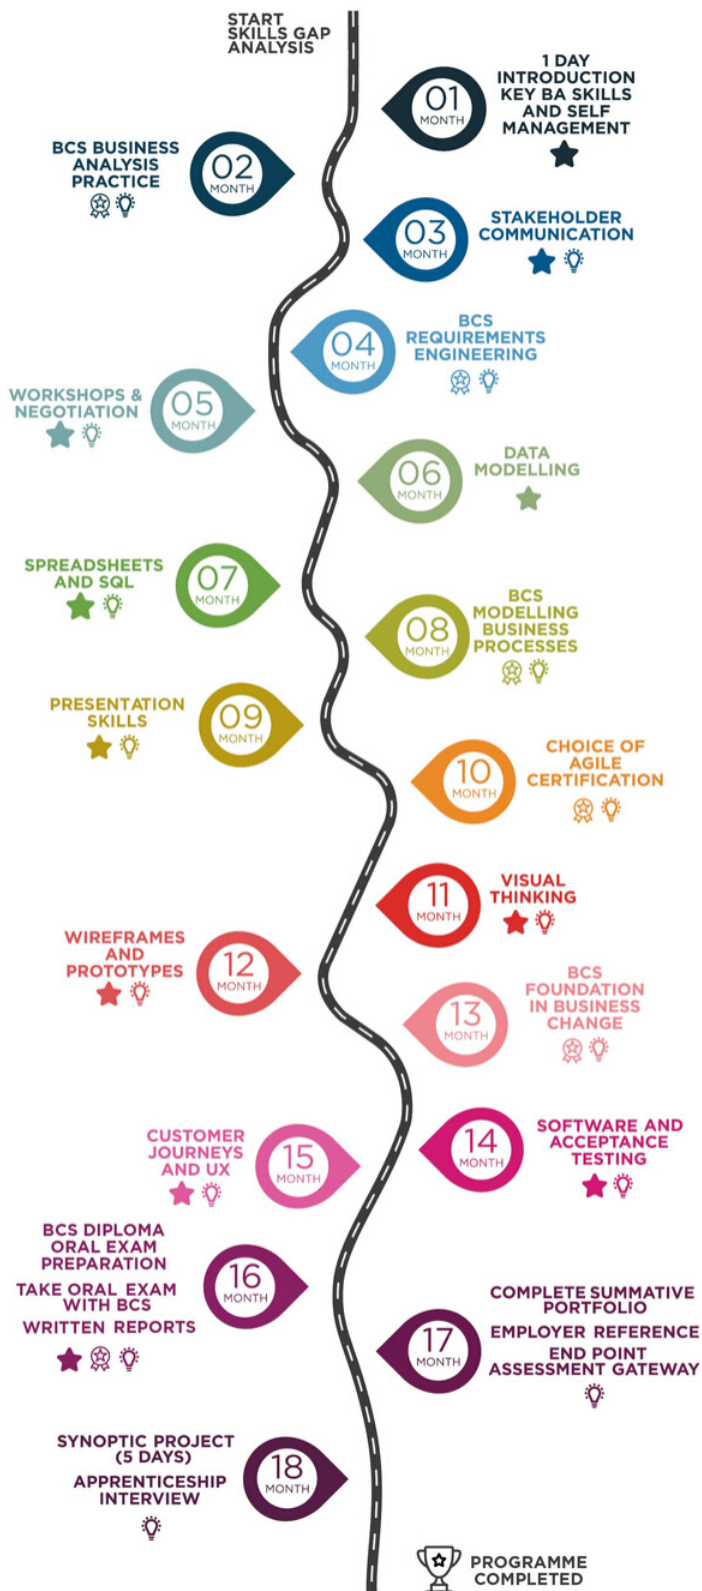 START
SKILLS GAP
ANALYSIS
01
MONTH
1 DAY
INTRODUCTION
KEY BA SKILLS
AND SELF
MANAGEMENT
02
MONTH
BCS BUSINESS
ANALYSIS
PRACTICE
03
MONTH
STAKEHOLDER
COMMUNICATION
04
MONTH
BCS
REQUIREMENTS
ENGINEERING
05
MONTH
WORKSHOPS &
NEGOTIATION
06
MONTH
DATA
MODELLING
07
MONTH
SPREADSHEETS
AND SQL
08
MONTH
BCS
MODELLING
BUSINESS
PROCESSES
09
MONTH
PRESENTATION
SKILLS
10
MONTH
CHOICE OF
AGILE
CERTIFICATION
11
MONTH
VISUAL
THINKING
12
MONTH
WIREFRAMES
AND
PROTOTYPES
13
MONTH
BCS
FOUNDATION
IN BUSINESS
CHANGE
14
MONTH
SOFTWARE AND
ACCEPTANCE
TESTING
15
MONTH
CUSTOMER
JOURNEYS
AND UX
16
MONTH
BCS DIPLOMA
ORAL EXAM
PREPARATION
TAKE ORAL EXAM
WITH BCS
WRITTEN REPORTS
17
MONTH
COMPLETE SUMMATIVE
PORTFOLIO
EMPLOYER REFERENCE
END POINT
ASSESSMENT GATEWAY
18
MONTH
SYNOPTIC PROJECT
(5 DAYS)
APPRENTICESHIP
INTERVIEW
PROGRAMME
COMPLETED